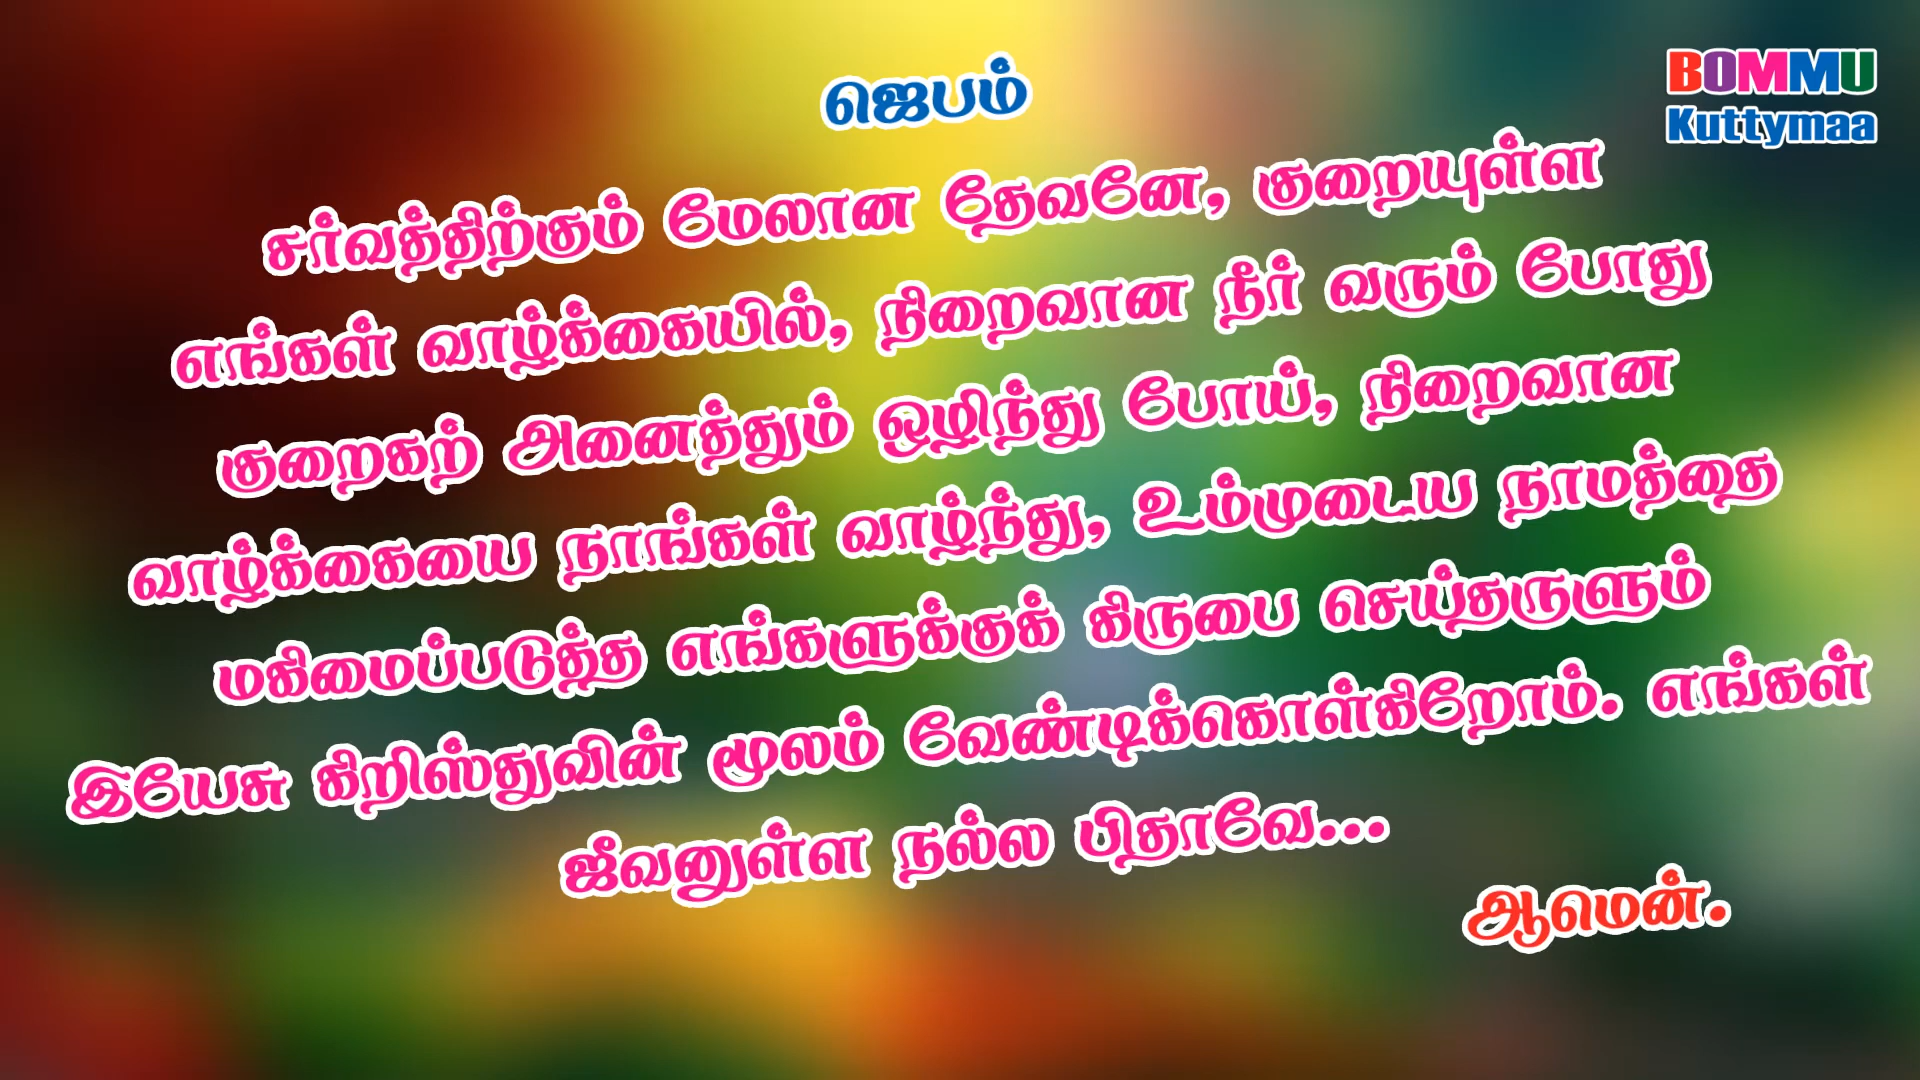 ஜெபம்
BOMMU
Kuttymaa
சர்வத்திற்கும் மேலான தேவனே, குறையுள்ள
எங்கள் வாழ்க்கையில், நிறைவான நீர் வரும் போது
குறைகற் அனைத்தும் ஒழிந்து போய், நிறைவான
வாழ்க்கையை நாங்கள் வாழ்ந்து, உம்முடைய நாமத்தை
மகிமைப்படுத்த எங்களுக்குக் கிருபை செய்தருளும்
இயேசு கிறிஸ்துவின் மூலம் வேண்டிக்கொள்கிறோம். எங்கள்
ஜீவனுள்ள நல்ல பிதாவே...
ஆமென்.